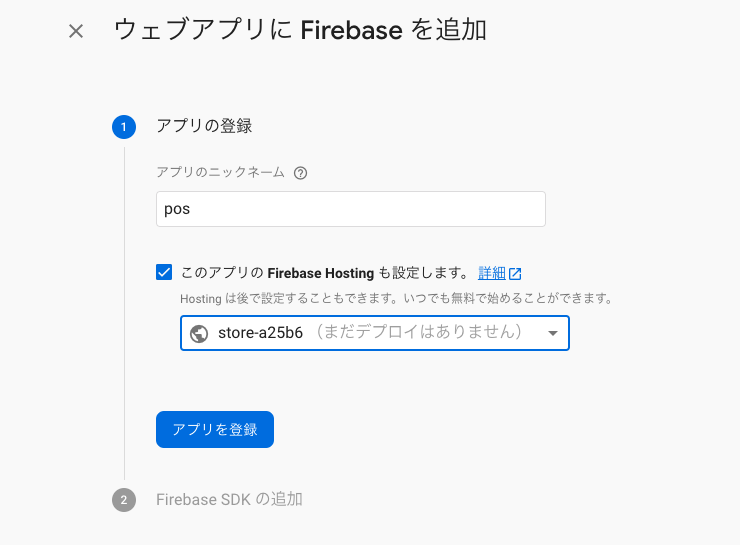 ウェブアプリに Firebase を追加
1 アプリの登録
アプリのニックネーム ?
pos
このアプリの Firebase Hosting も設定します。 詳細
Hosting は後で設定することもできます。いつでも無料で始めることができます。
store-a25b6 （まだデプロイはありません）
アプリを登録
2 Firebase SDK の追加